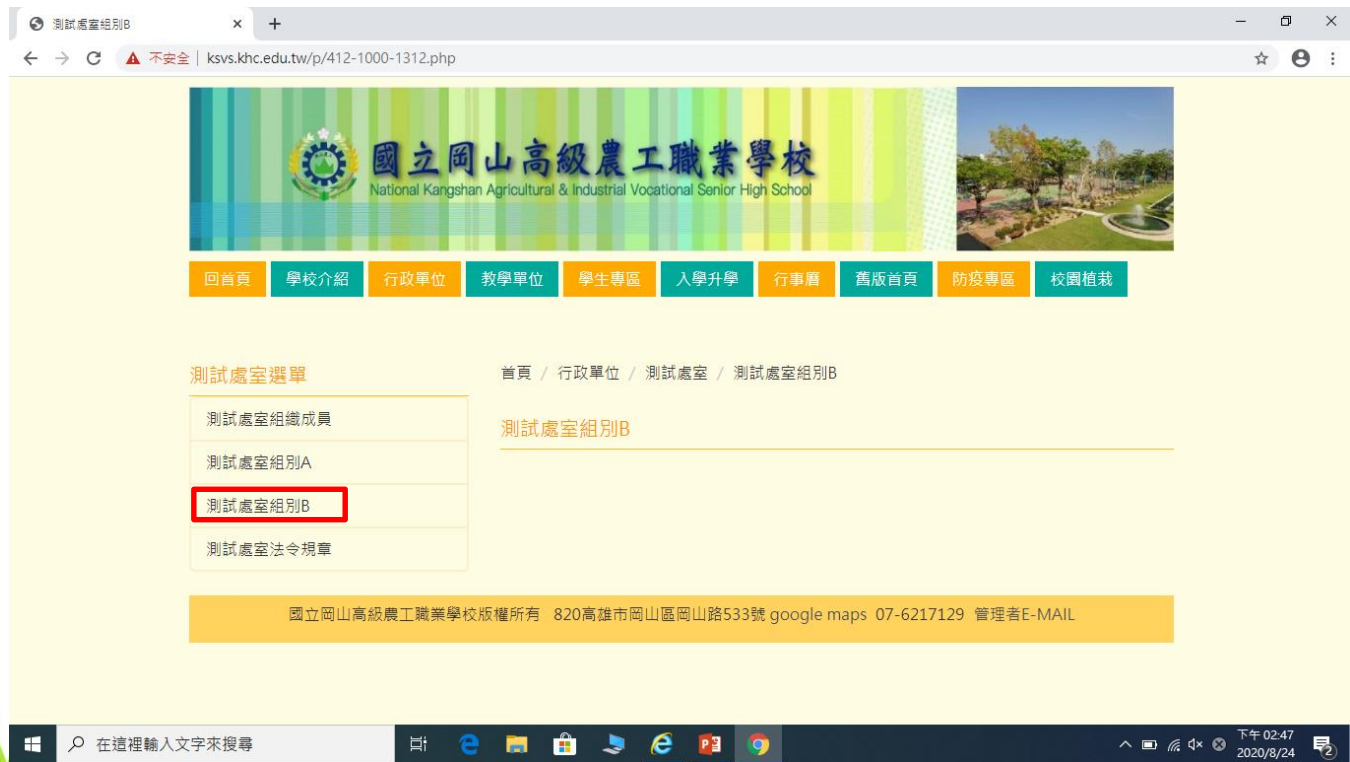 測試處室組別B
不安全 | ksvs.khc.edu.tw/p/412-1000-1312.php
國立岡山高級農工職業學校
National Kangshan Agricultural & Industrial Vocational Senior High School
回首頁 學校介紹 行政單位 教學單位 學生專區 入學升學 行事曆 舊版首頁 防疫專區 校園植栽
測試處室選單
測試處室組織成員
測試處室組別A
測試處室組別B
測試處室法令規章
首頁 / 行政單位 / 測試處室 / 測試處室組別B
測試處室組別B
國立岡山高級農工職業學校版權所有 820高雄市岡山區岡山路533號 google maps 07-6217129 管理者E-MAIL
在這裡輸入文字來搜尋
下午 02:47
2020/8/24
2